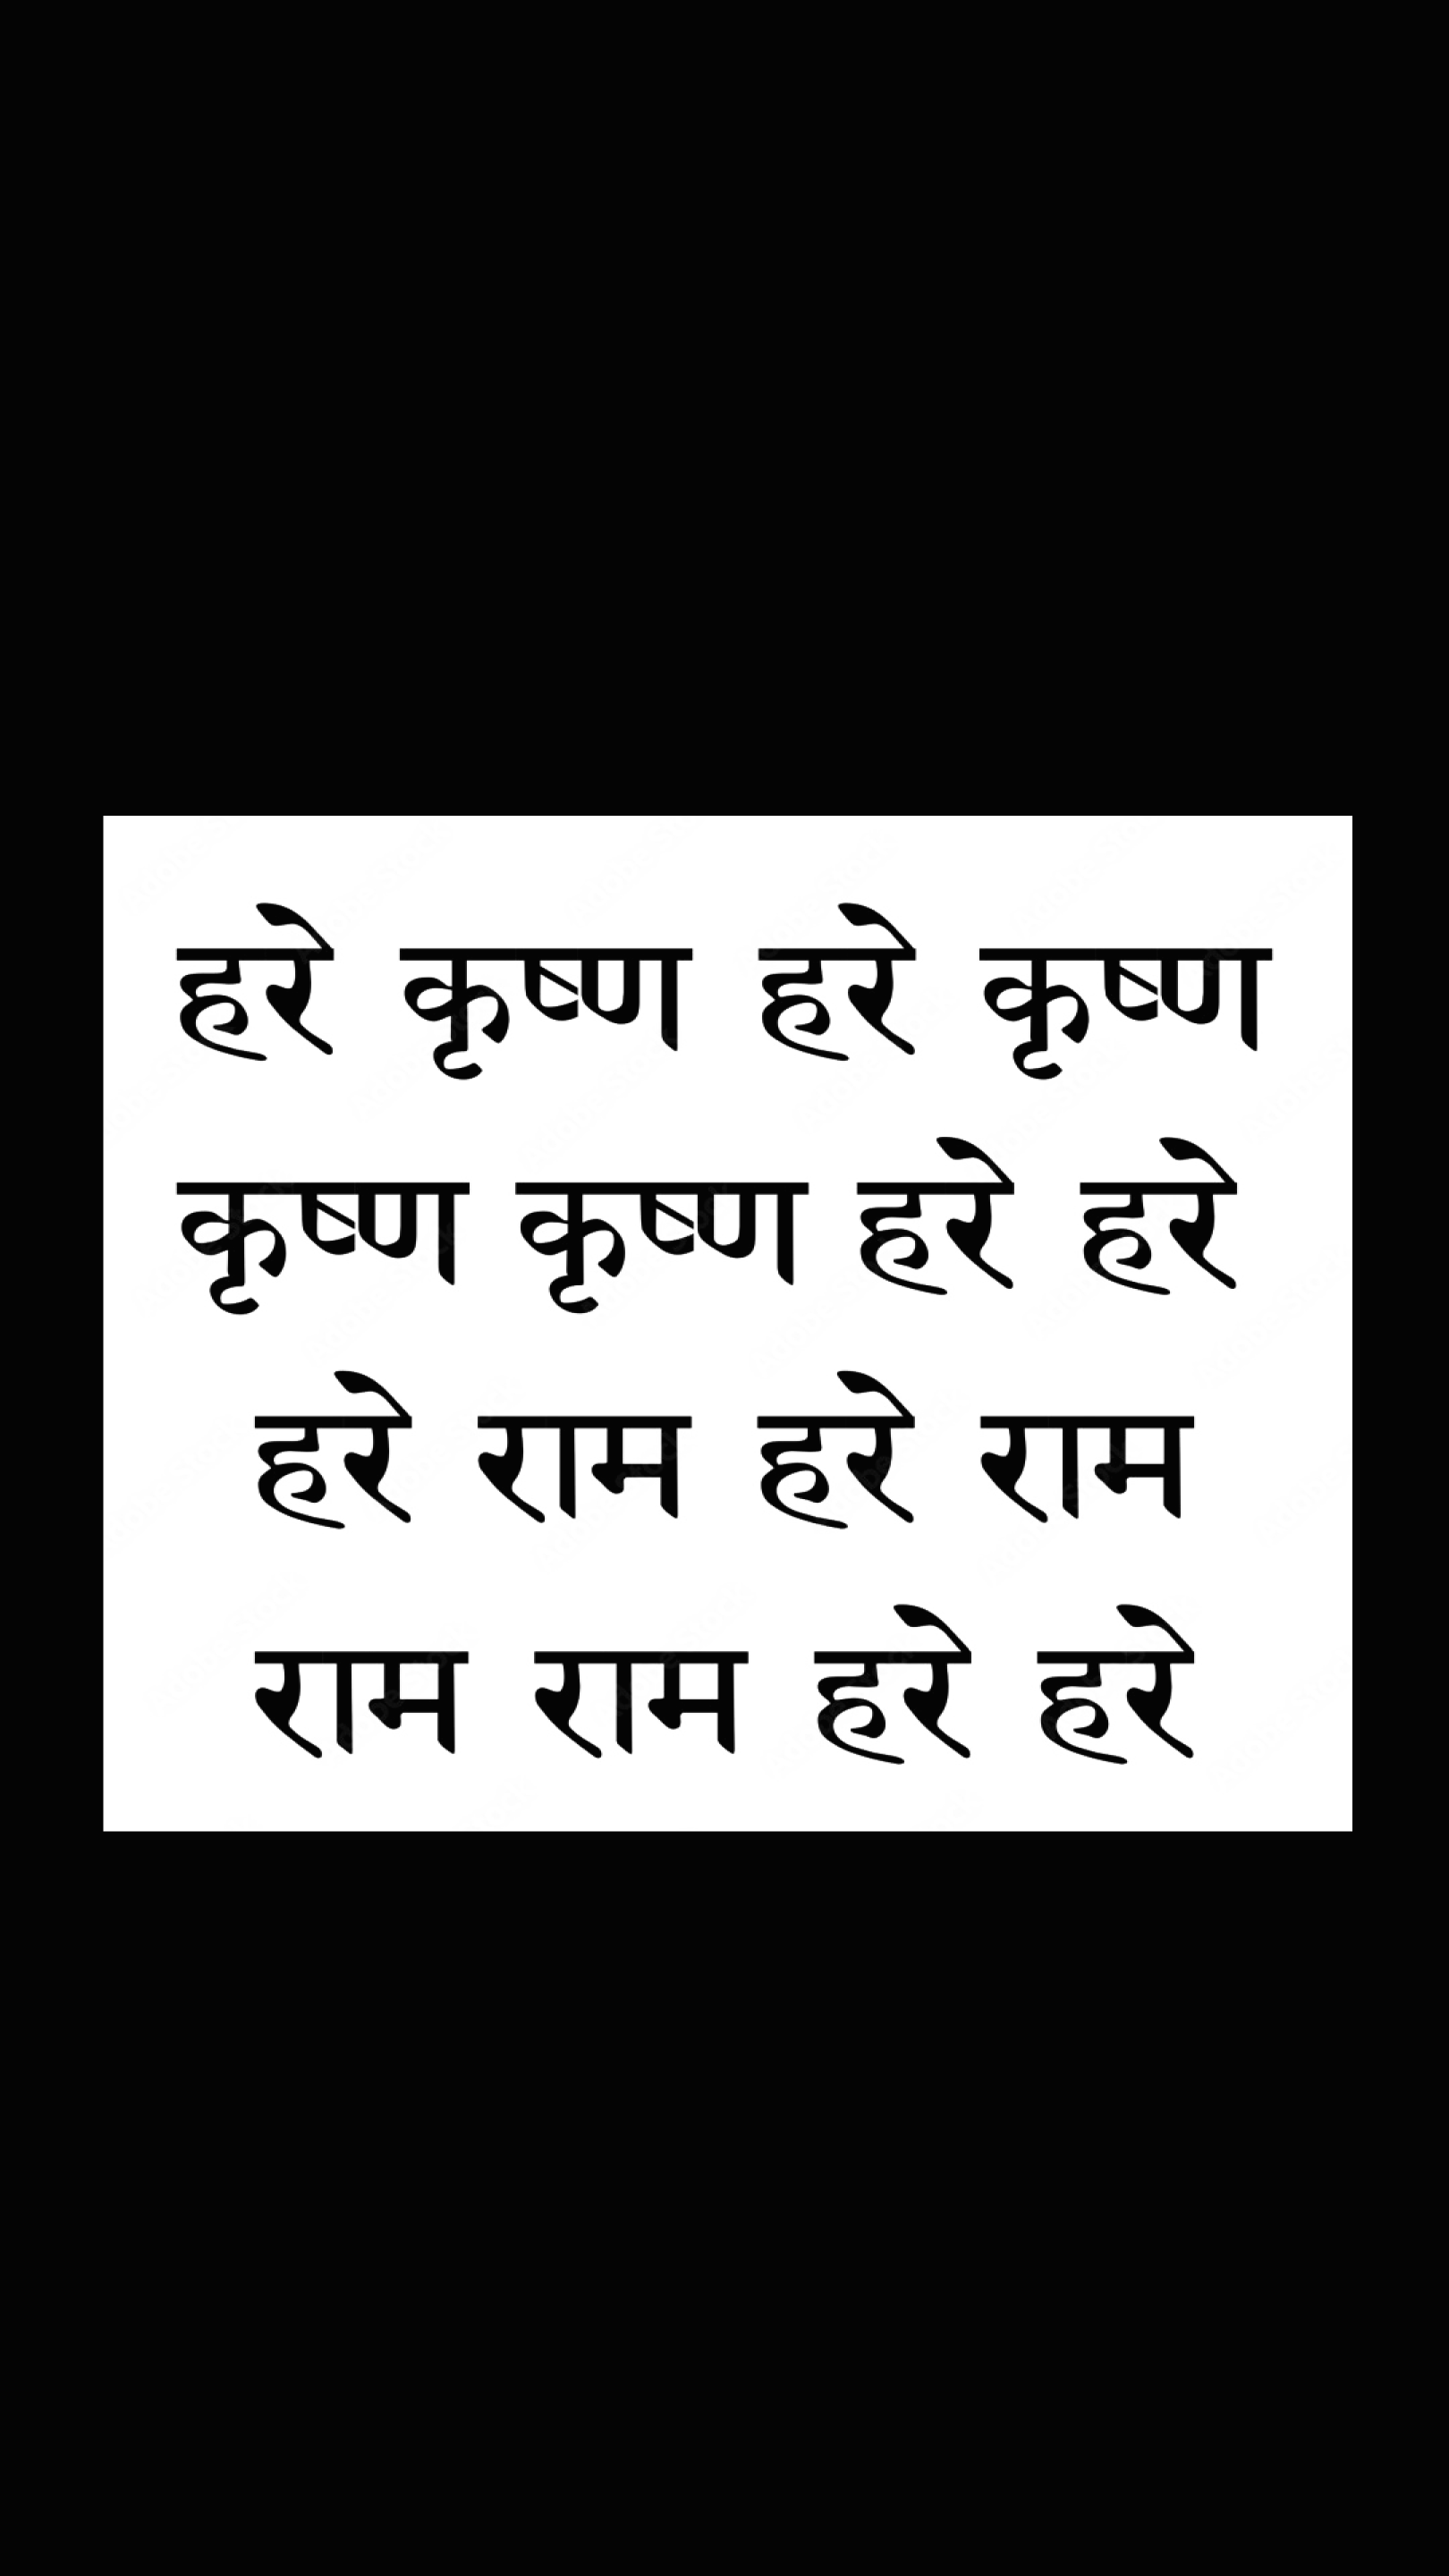 हरे कृष्ण हरे कृष्ण
कृष्ण कृष्ण हरे हरे
हरे राम हरे राम
राम राम हरे हरे